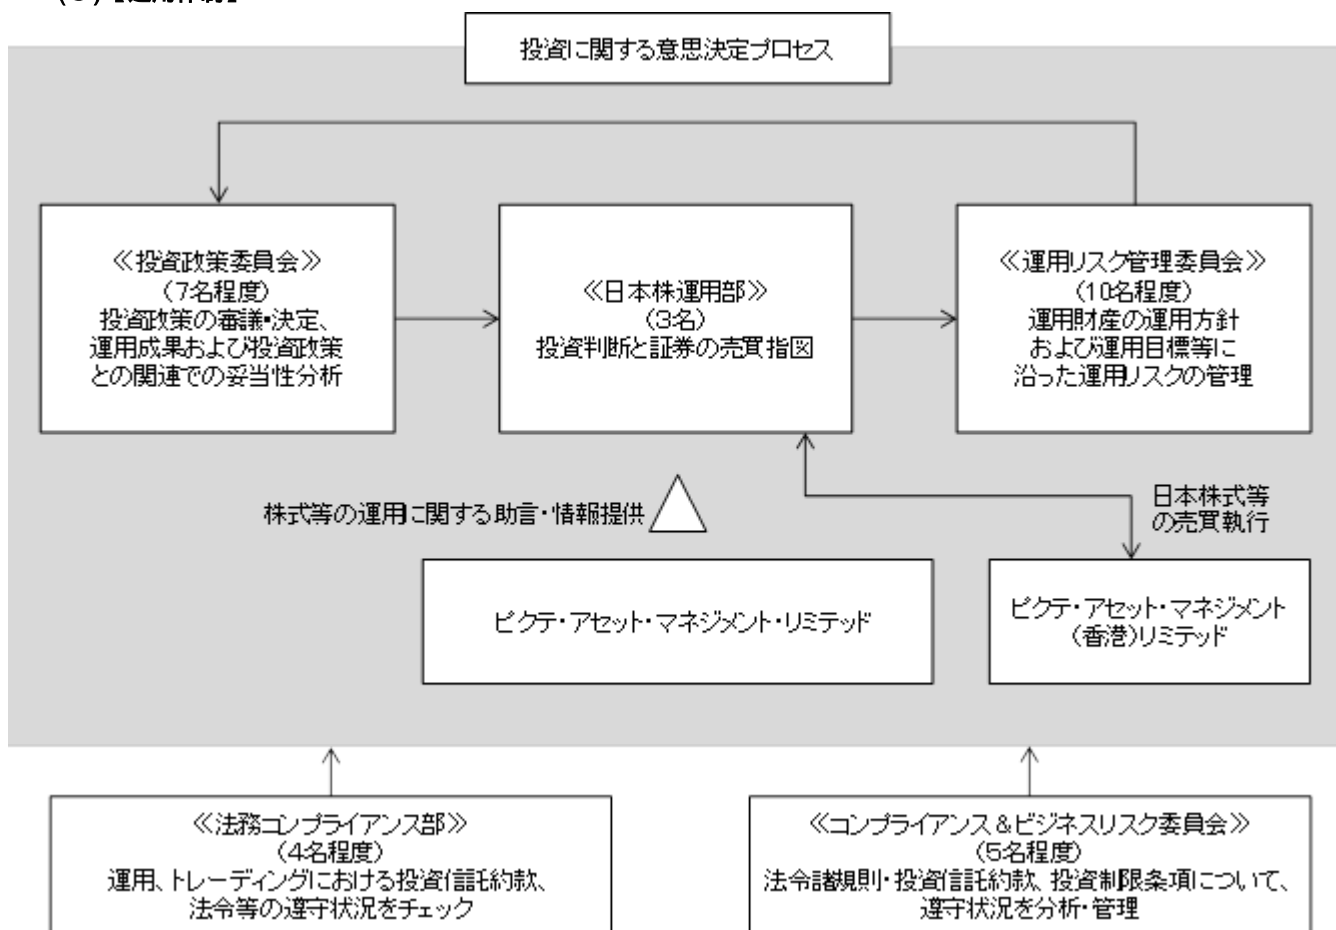 投資に関する意思決定プロセス
≪投資政策委員会≫
(7名程度)
投資政策の審議・決定、
運用成果および投資政策
との関連での妥当性分析
≪日本株運用部≫
(3名)
投資判断と証券の売買指図
≪運用リスク管理委員会≫
(10名程度)
運用財産の運用方針
および運用目標等に
沿った運用リスクの管理
株式等の運用に関する助言・情報提供
日本株式等
の売買執行
ピクテ・アセット・マネジメント・リミテッド
ピクテ・アセット・マネジメント
(香港)リミテッド
≪法務コンプライアンス部≫
(4名程度)
運用、トレーディングにおける投資信託約款、
法令等の遵守状況をチェック
≪コンプライアンス＆ビジネスリスク委員会≫
(5名程度)
法令諸規則・投資信託約款、投資制限条項について、
遵守状況を分析・管理